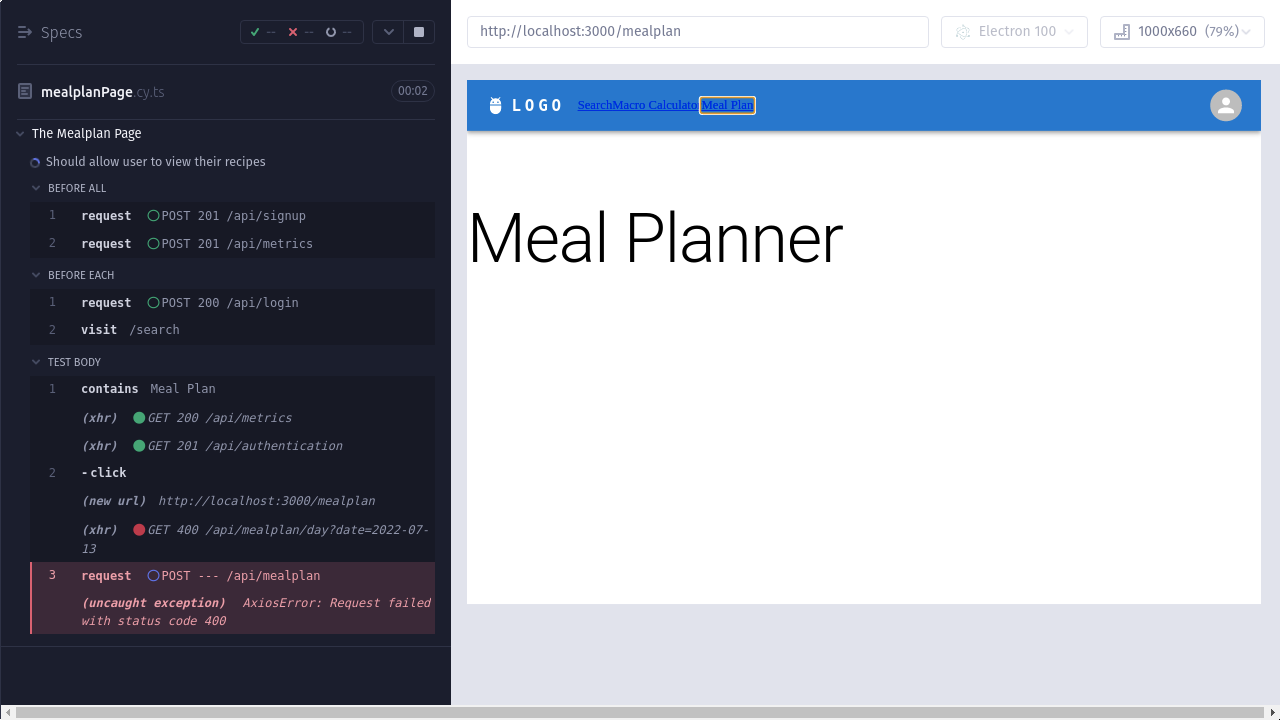 Specs
-- -- --
mealplanPage.cy.ts
00:02
The Mealplan Page
Should allow user to view their recipes
BEFORE ALL
1 request POST 201 /api/signup
2 request POST 201 /api/metrics
BEFORE EACH
1 request POST 200 /api/login
2 visit /search
TEST BODY
1 contains Meal Plan
(xhr) GET 200 /api/metrics
(xhr) GET 201 /api/authentication
2 -click
(new url) http://localhost:3000/mealplan
(xhr) GET 400 /api/mealplan/day?date=2022-07-
13
3 request POST --- /api/mealplan
(uncaught exception) AxiosError: Request failed
with status code 400
http://localhost:3000/mealplan
Electron 100
1000x660 (79%)
LOGO
SearchMacro Calculator Meal Plan
Meal Planner